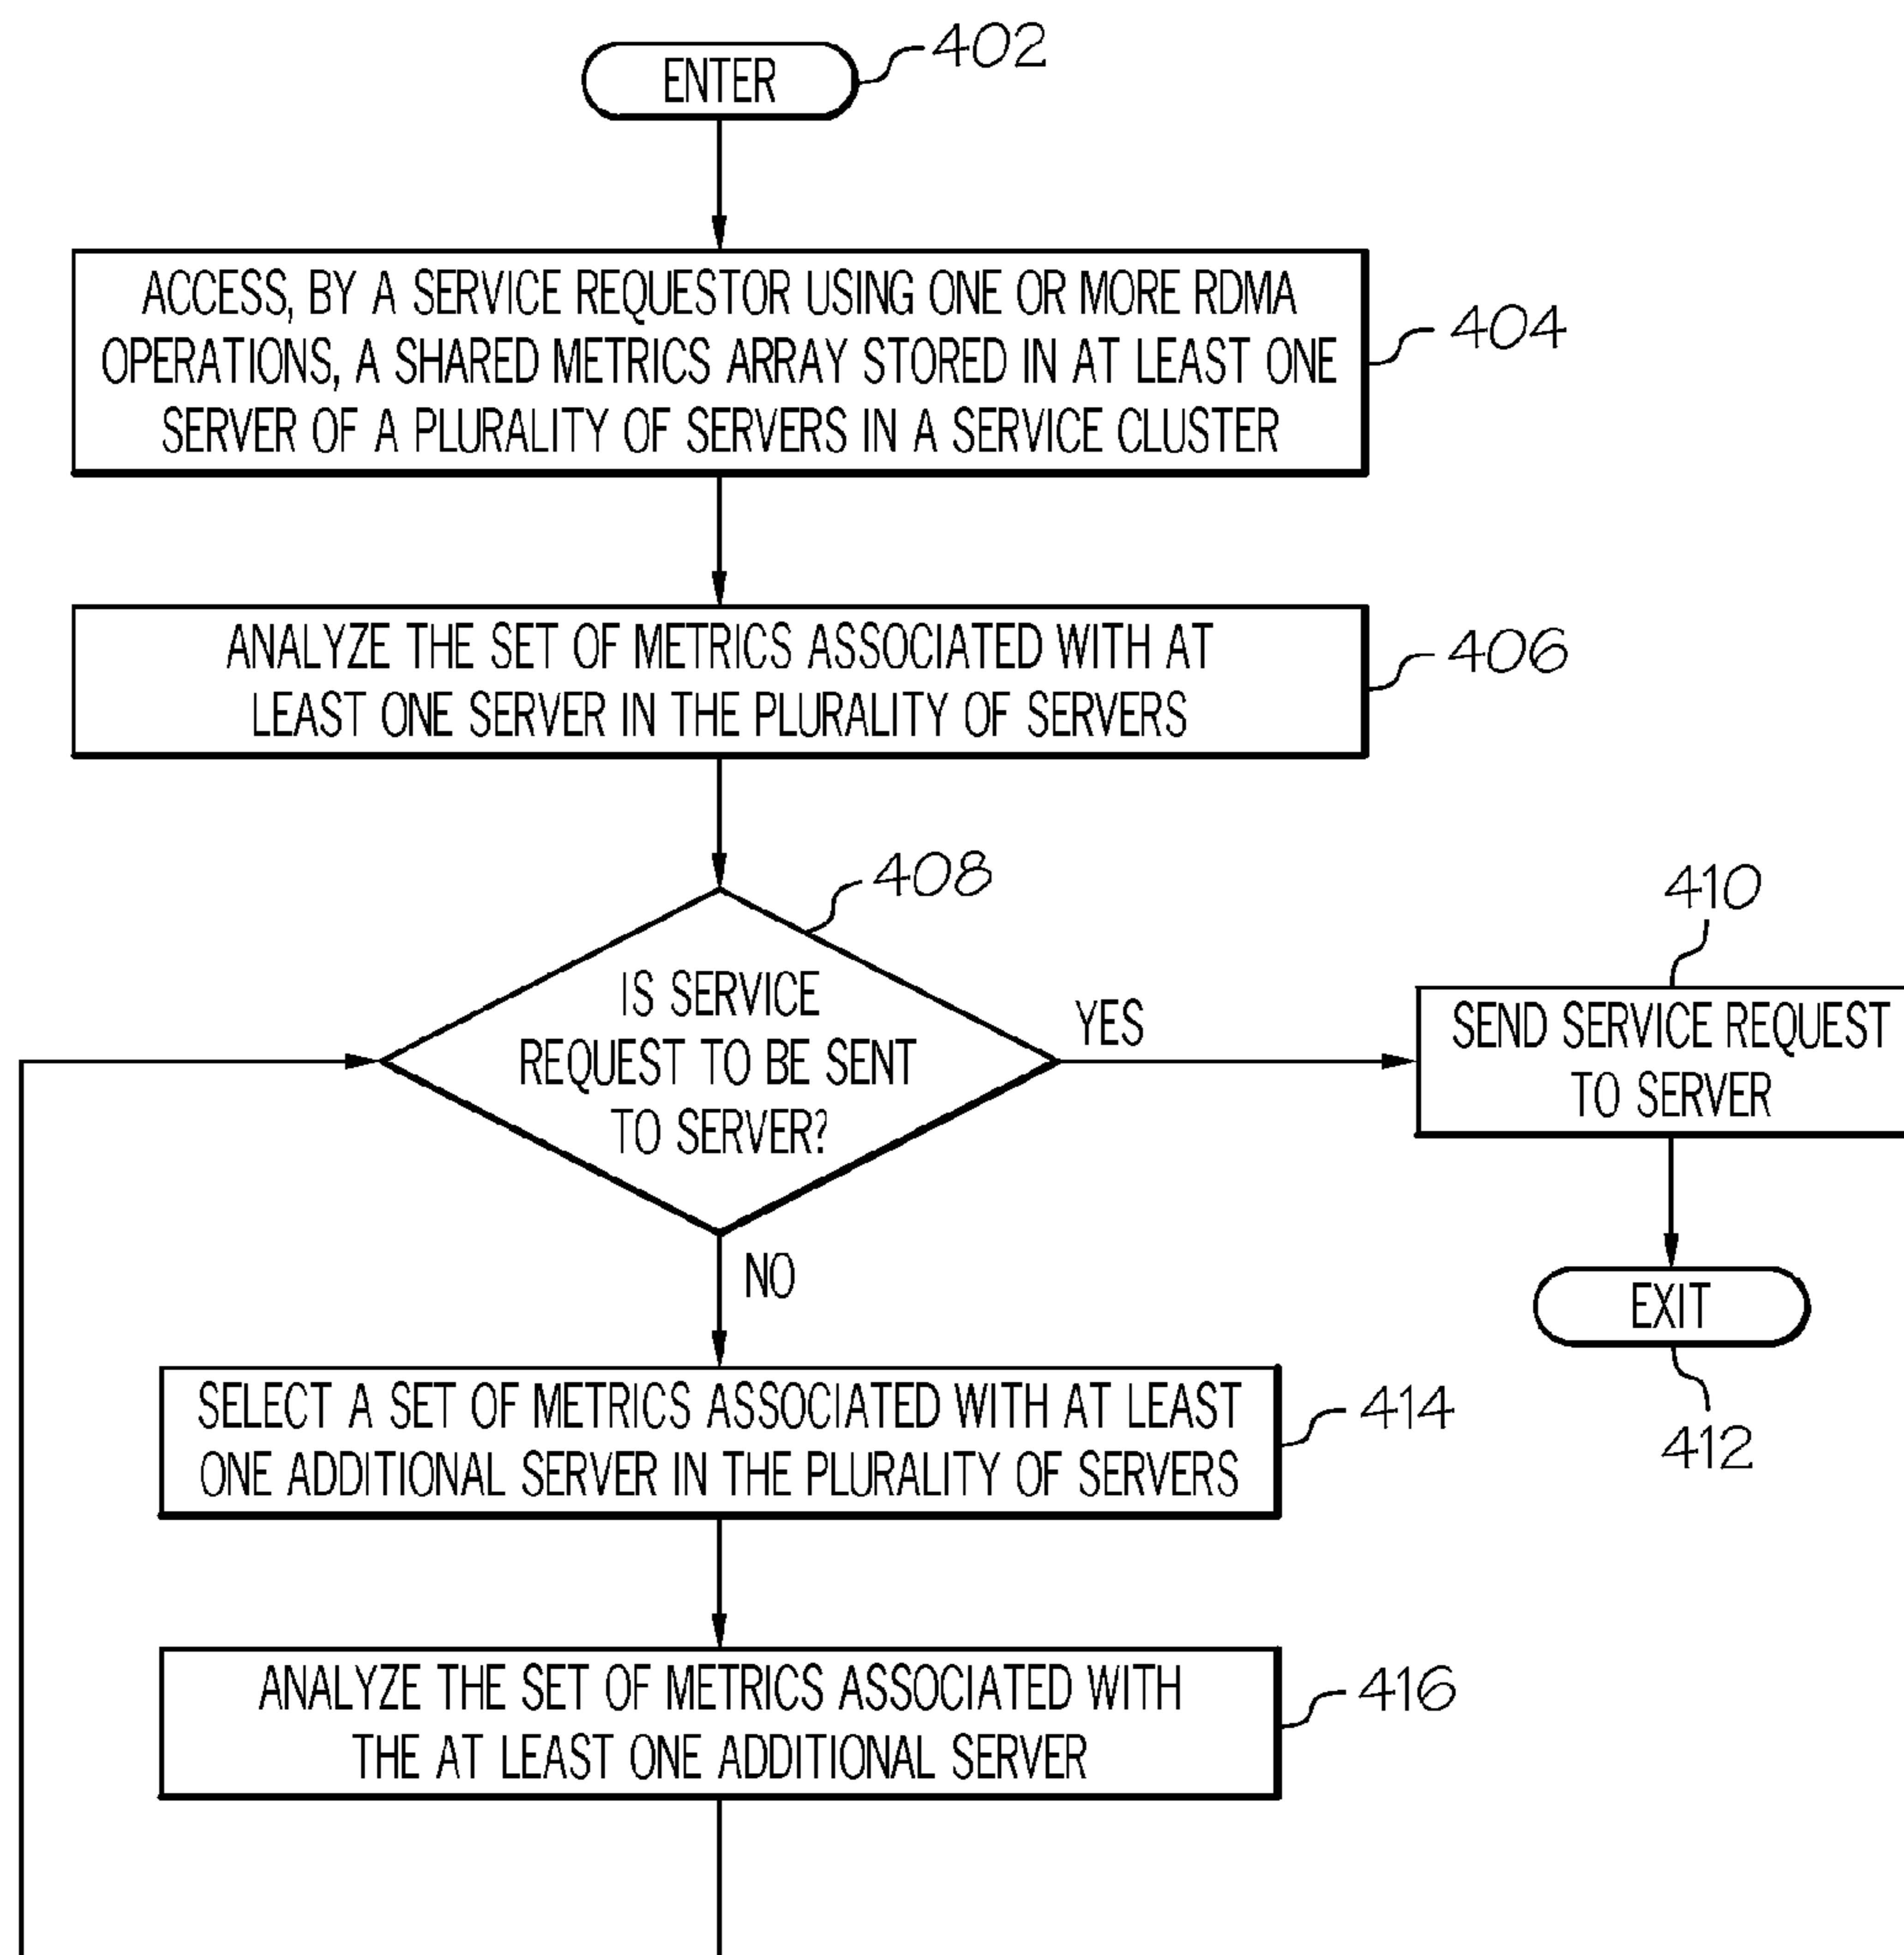 402
ENTER
ACCESS, BY A SERVICE REQUESTOR USING ONE OR MORE RDMA
OPERATIONS, A SHARED METRICS ARRAY STORED IN AT LEAST ONE
SERVER OF A PLURALITY OF SERVERS IN A SERVICE CLUSTER
404
ANALYZE THE SET OF METRICS ASSOCIATED WITH AT
LEAST ONE SERVER IN THE PLURALITY OF SERVERS
406
408
IS SERVICE
REQUEST TO BE SENT
TO SERVER?
YES
410
SEND SERVICE REQUEST
TO SERVER
NO
EXIT
412
SELECT A SET OF METRICS ASSOCIATED WITH AT LEAST
ONE ADDITIONAL SERVER IN THE PLURALITY OF SERVERS
414
ANALYZE THE SET OF METRICS ASSOCIATED WITH
THE AT LEAST ONE ADDITIONAL SERVER
416